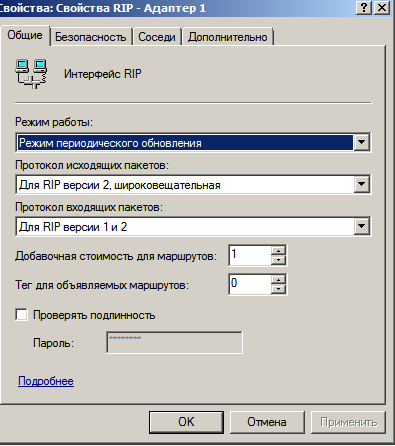 Свойства: Свойства RIP - Адаптер 1
Общие Безопасность Соседи Дополнительно
Интерфейс RIP
Режим работы:
Режим периодического обновления
Протокол исходящих пакетов:
Для RIP версии 2, широковещательная
Протокол входящих пакетов:
Для RIP версии 1 и 2
Добавочная стоимость для маршрутов: 1
Тег для объявляемых маршрутов: 0
Проверять подлинность
Пароль: ********
Подробнее
OK Отмена Применить